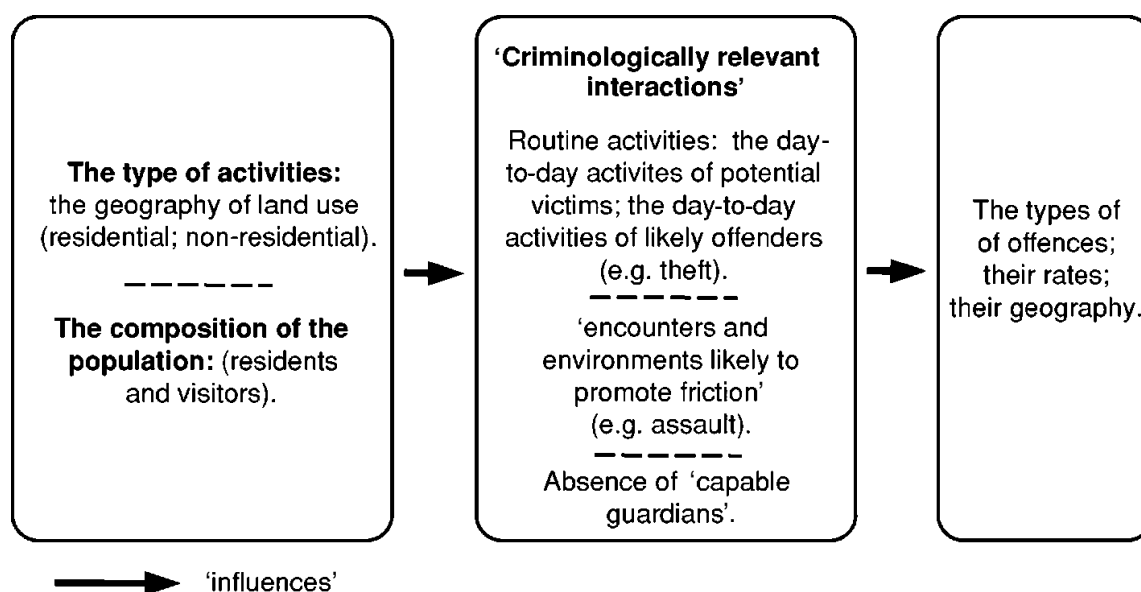 The type of activities:
the geography of land use
(residential; non-residential).
The composition of the
population: (residents
and visitors).
‘Criminologically relevant
interactions’
Routine activities: the day-
to-day activites of potential
victims; the day-to-day
activities of likely offenders
(e.g. theft).
‘encounters and
environments likely to
promote friction’
(e.g. assault).
Absence of ‘capable
guardians’.
The types of
of offences;
their rates;
their geography.
‘influences’